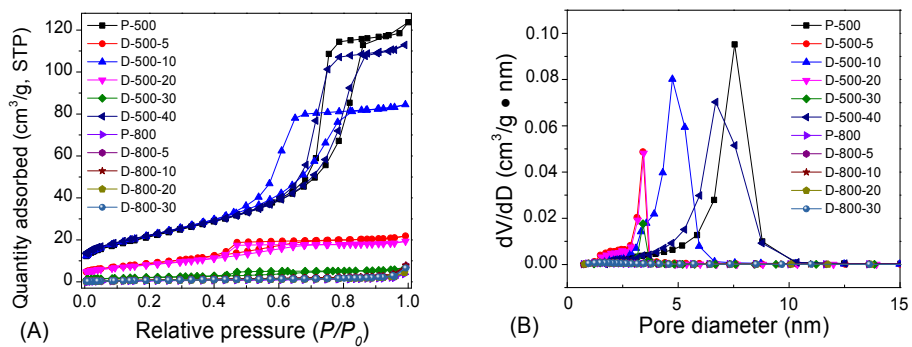 Quantity adsorbed (cm³/g, STP)
120
100
80
60
40
20
0
P-500
D-500-5
D-500-10
D-500-20
D-500-30
D-500-40
P-800
D-800-5
D-800-10
D-800-20
D-800-30
0.0 0.2 0.4 0.6 0.8 1.0
(A) Relative pressure (P/P₀)
dV/dD (cm³/g • nm)
0.10
0.08
0.06
0.04
0.02
0.00
P-500
D-500-5
D-500-10
D-500-20
D-500-30
D-500-40
P-800
D-800-5
D-800-10
D-800-20
D-800-30
0 5 10 15
(B) Pore diameter (nm)